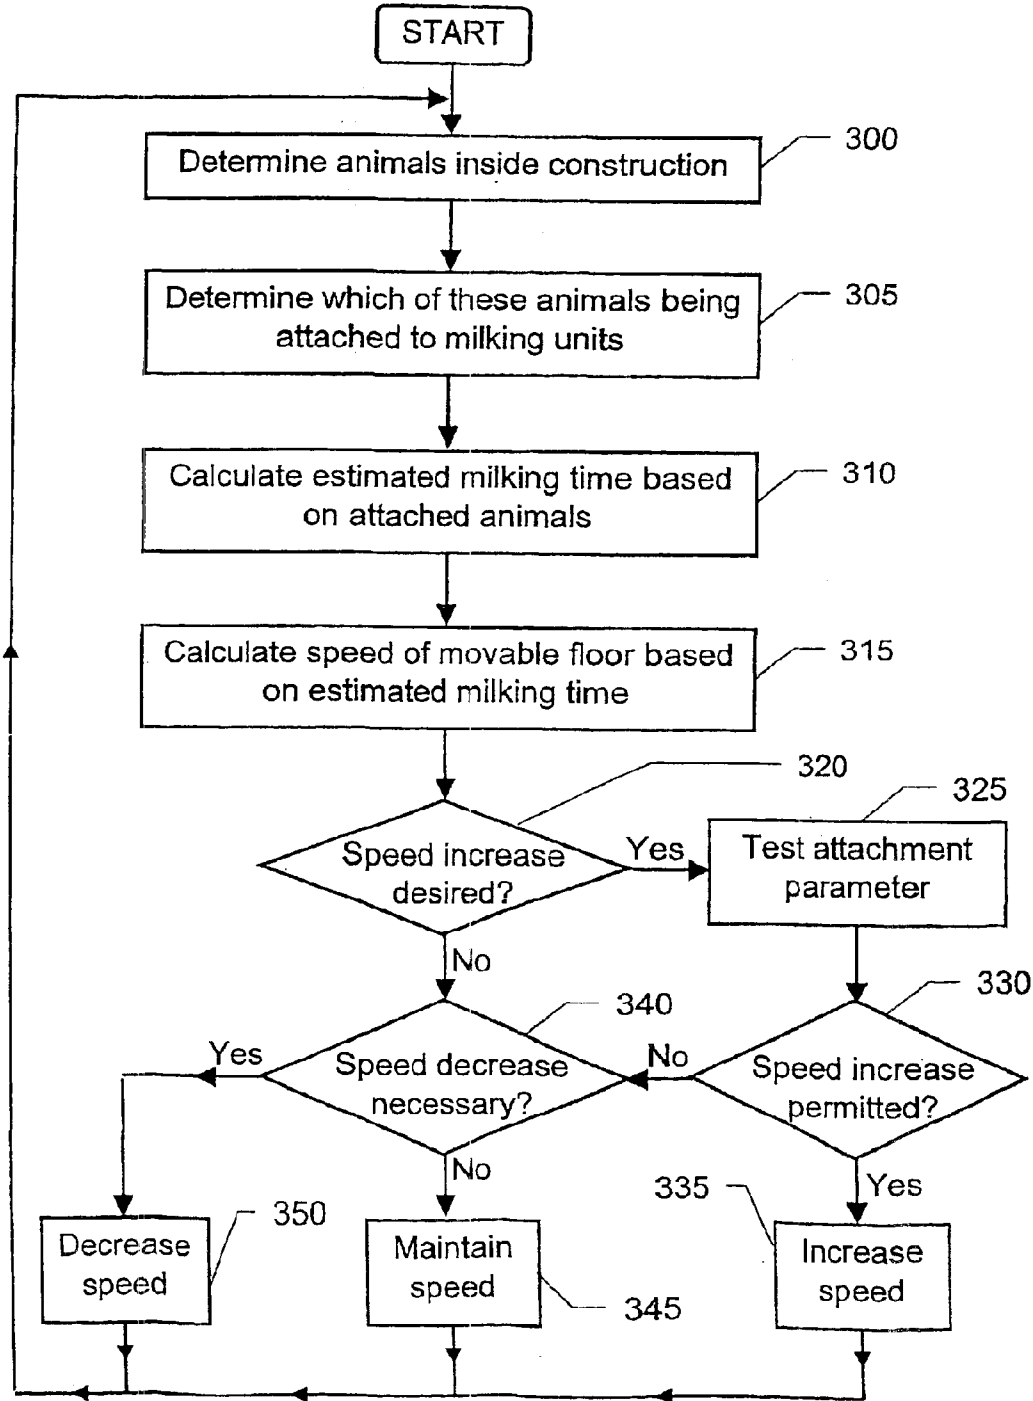 START
Determine animals inside construction
300
Determine which of these animals being
attached to milking units
305
Calculate estimated milking time based
on attached animals
310
Calculate speed of movable floor based
on estimated milking time
315
320
325
Speed increase
desired?
Yes
Test attachment
parameter
No
330
340
Yes
Speed decrease
necessary?
No
Speed increase
permitted?
No
335
Yes
350
Decrease
speed
Maintain
speed
345
Increase
speed